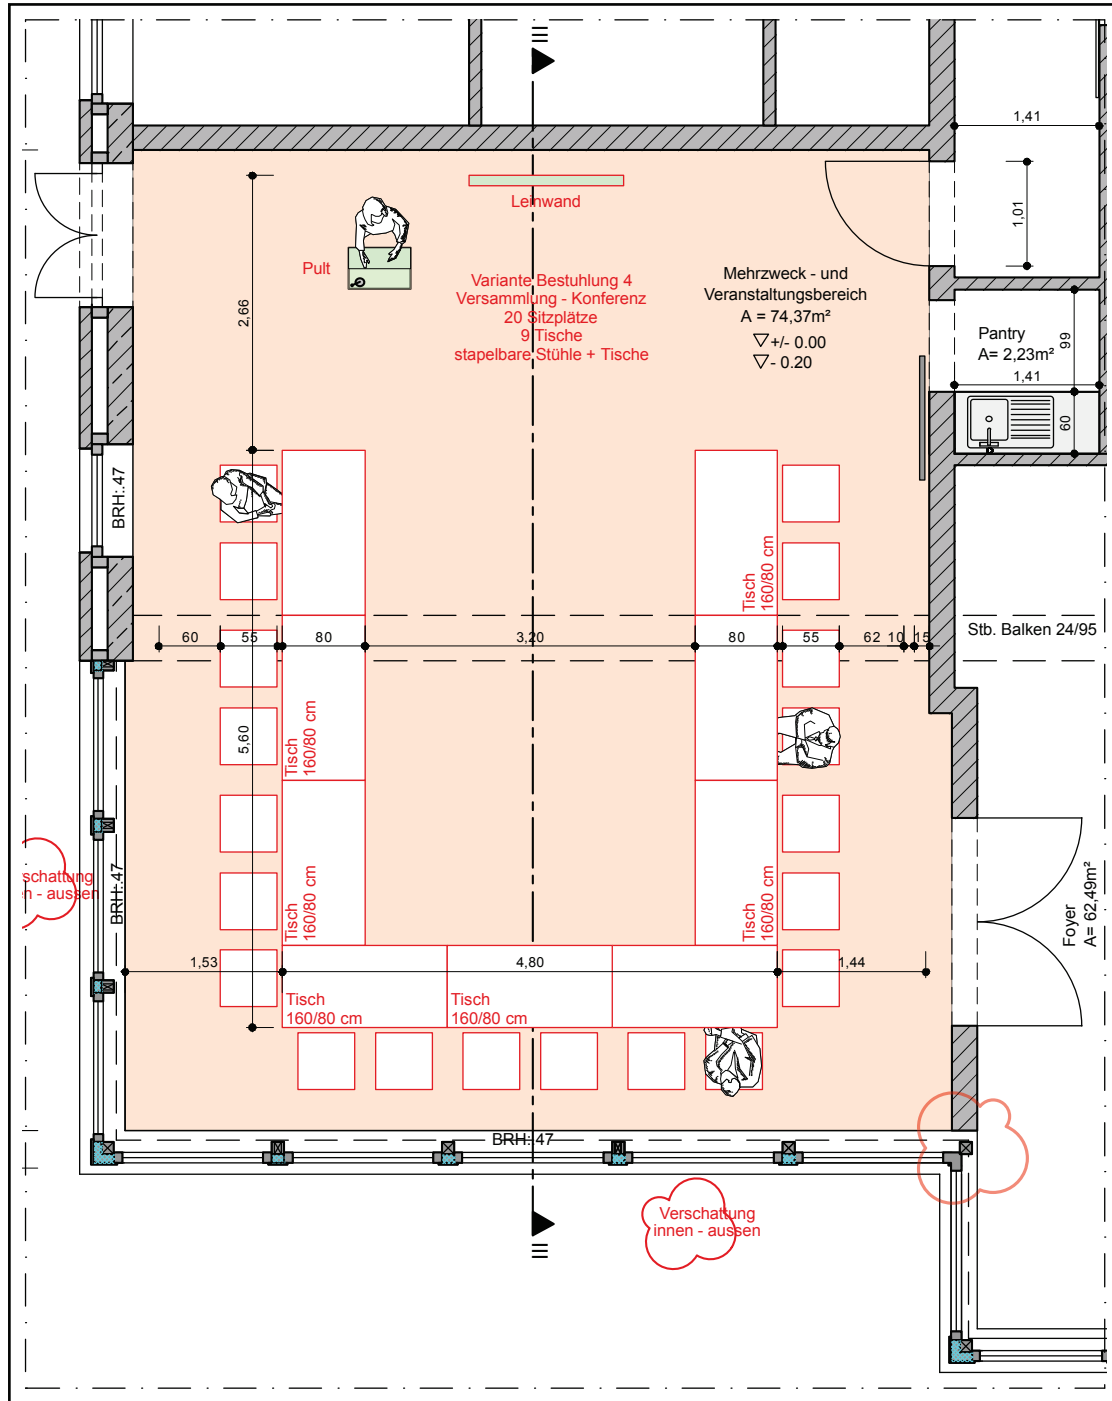 1,41
1,01
Leinwand
Pult
Variante Bestuhlung 4
Versammlung - Konferenz
20 Sitzplätze
9 Tische
stapelbare Stühle + Tische
Mehrzweck - und
Veranstaltungsbereich
A = 74,37m²
+/- 0.00
- 0.20
2,66
Pantry
A= 2,23m²
99
1,41
60
BRH:.47
Tisch
160/80 cm
Stb. Balken 24/95
60
55
80
3,20
80
55
62
10
15
5,60
Tisch
160/80 cm
schattung
n - aussen
BRH:.47
Tisch
160/80 cm
Tisch
160/80 cm
Foyer
A= 62,49m²
1,53
4,80
1,44
Tisch
160/80 cm
Tisch
160/80 cm
BRH:.47
Verschattung
innen - aussen